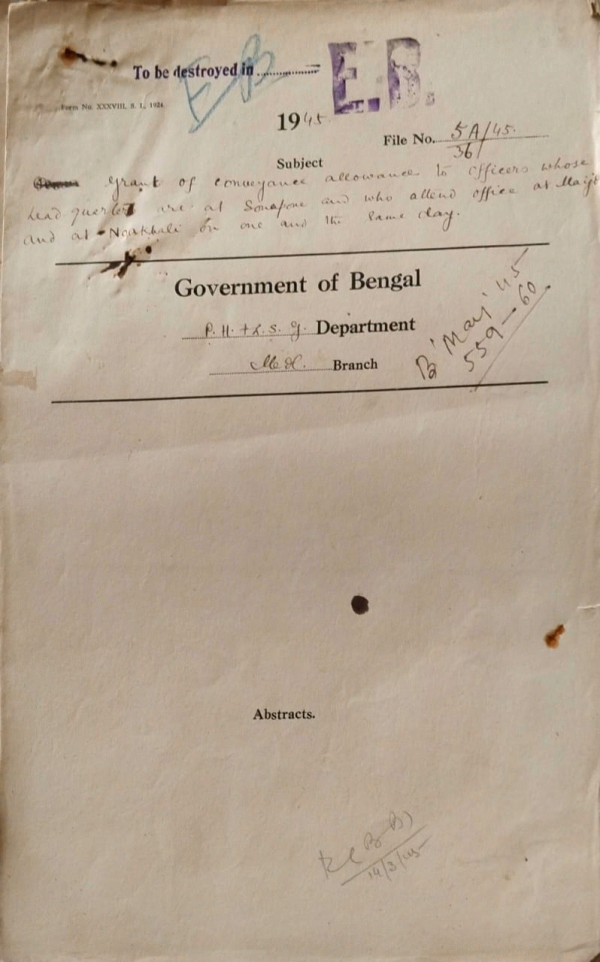 To be destroyed in
E B
E.B.
Form No. XXXVIII, S. I., 1924.
1945
File No. 5A/45.
36
Subject
Grant of conveyance allowance to officers whose
head quarters are at Sonapore and who attend office at
and at Noakhali on one and the same day.
Government of Bengal
P. H. & L. S. G. Department
Branch
B May '45
559-60
Abstracts.
14/3/45